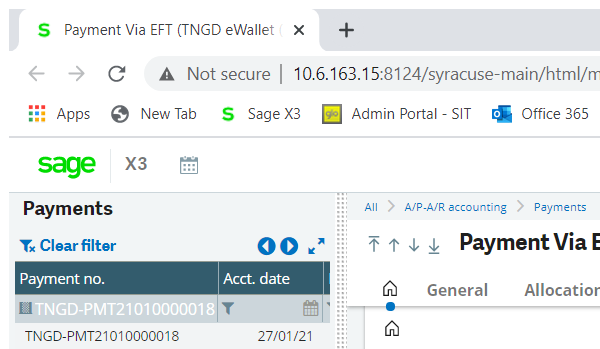 Payment Via EFT (TNGD eWallet
Not secure | 10.6.163.15:8124/syracuse-main/html/m
Apps New Tab Sage X3 glo Admin Portal - SIT Office 365
sage X3
Payments
Clear filter
Payment no. Acct. date
TNGD-PMT21010000018
TNGD-PMT21010000018 27/01/21
All A/P-A/R accounting Payments
Payment Via E
General Allocation